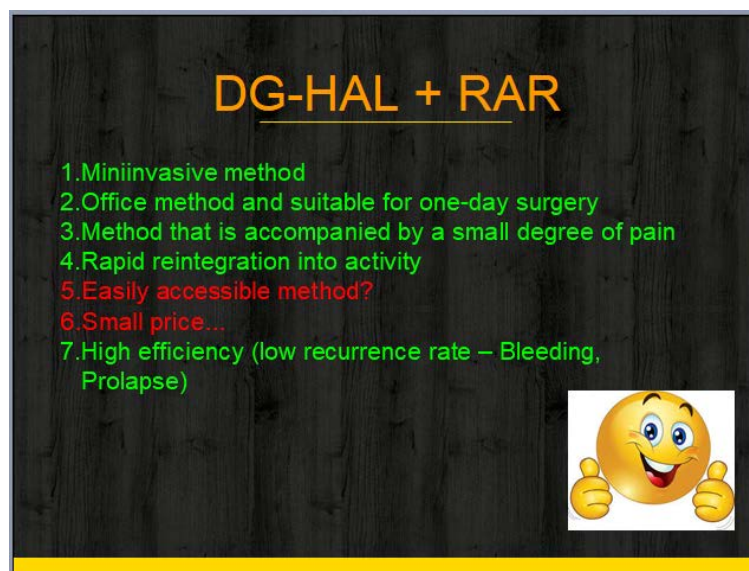 DG-HAL + RAR
1.Miniinvasive method
2.Office method and suitable for one-day surgery
3.Method that is accompanied by a small degree of pain
4.Rapid reintegration into activity
5.Easily accessible method?
6.Small price...
7.High efficiency (low recurrence rate – Bleeding,
Prolapse)